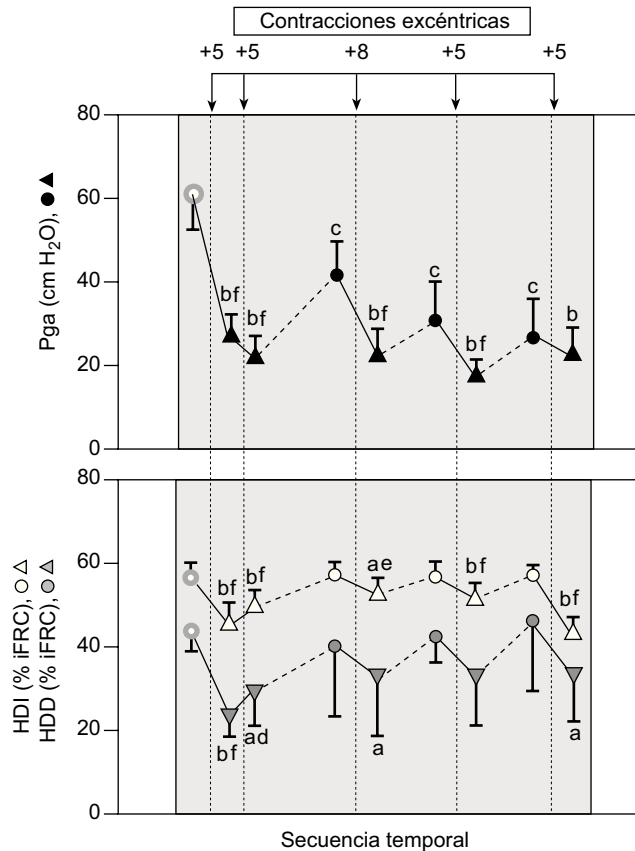 Contracciones excéntricas
+5 +5 +8 +5 +5
80
60
40
20
0
Pga (cm H2O), ●▲
bf bf c bf c bf c b
80
60
40
20
0
HDI (% iFRC), ○△
HDD (% iFRC), ●▲
bf bf ae bf bf
bf ad a a
Secuencia temporal